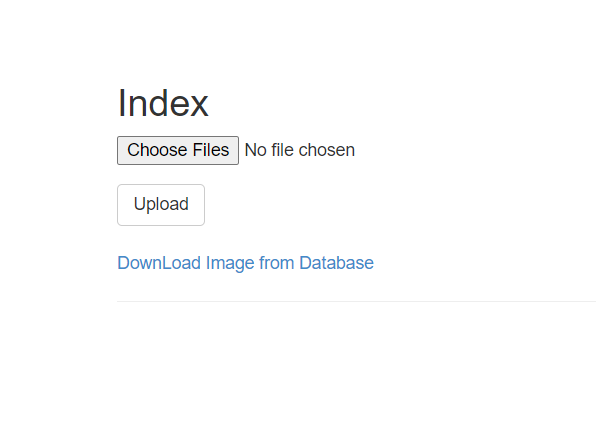 Index
Choose Files No file chosen
Upload
DownLoad Image from Database